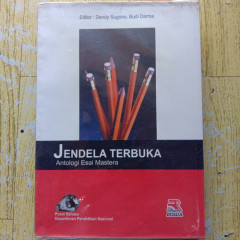 Editor : Dendy Sugono, Budi Darma
JENDELA TERBUKA
Antologi Esai Mastera
Pusat Bahasa
Departemen Pendidikan Nasional